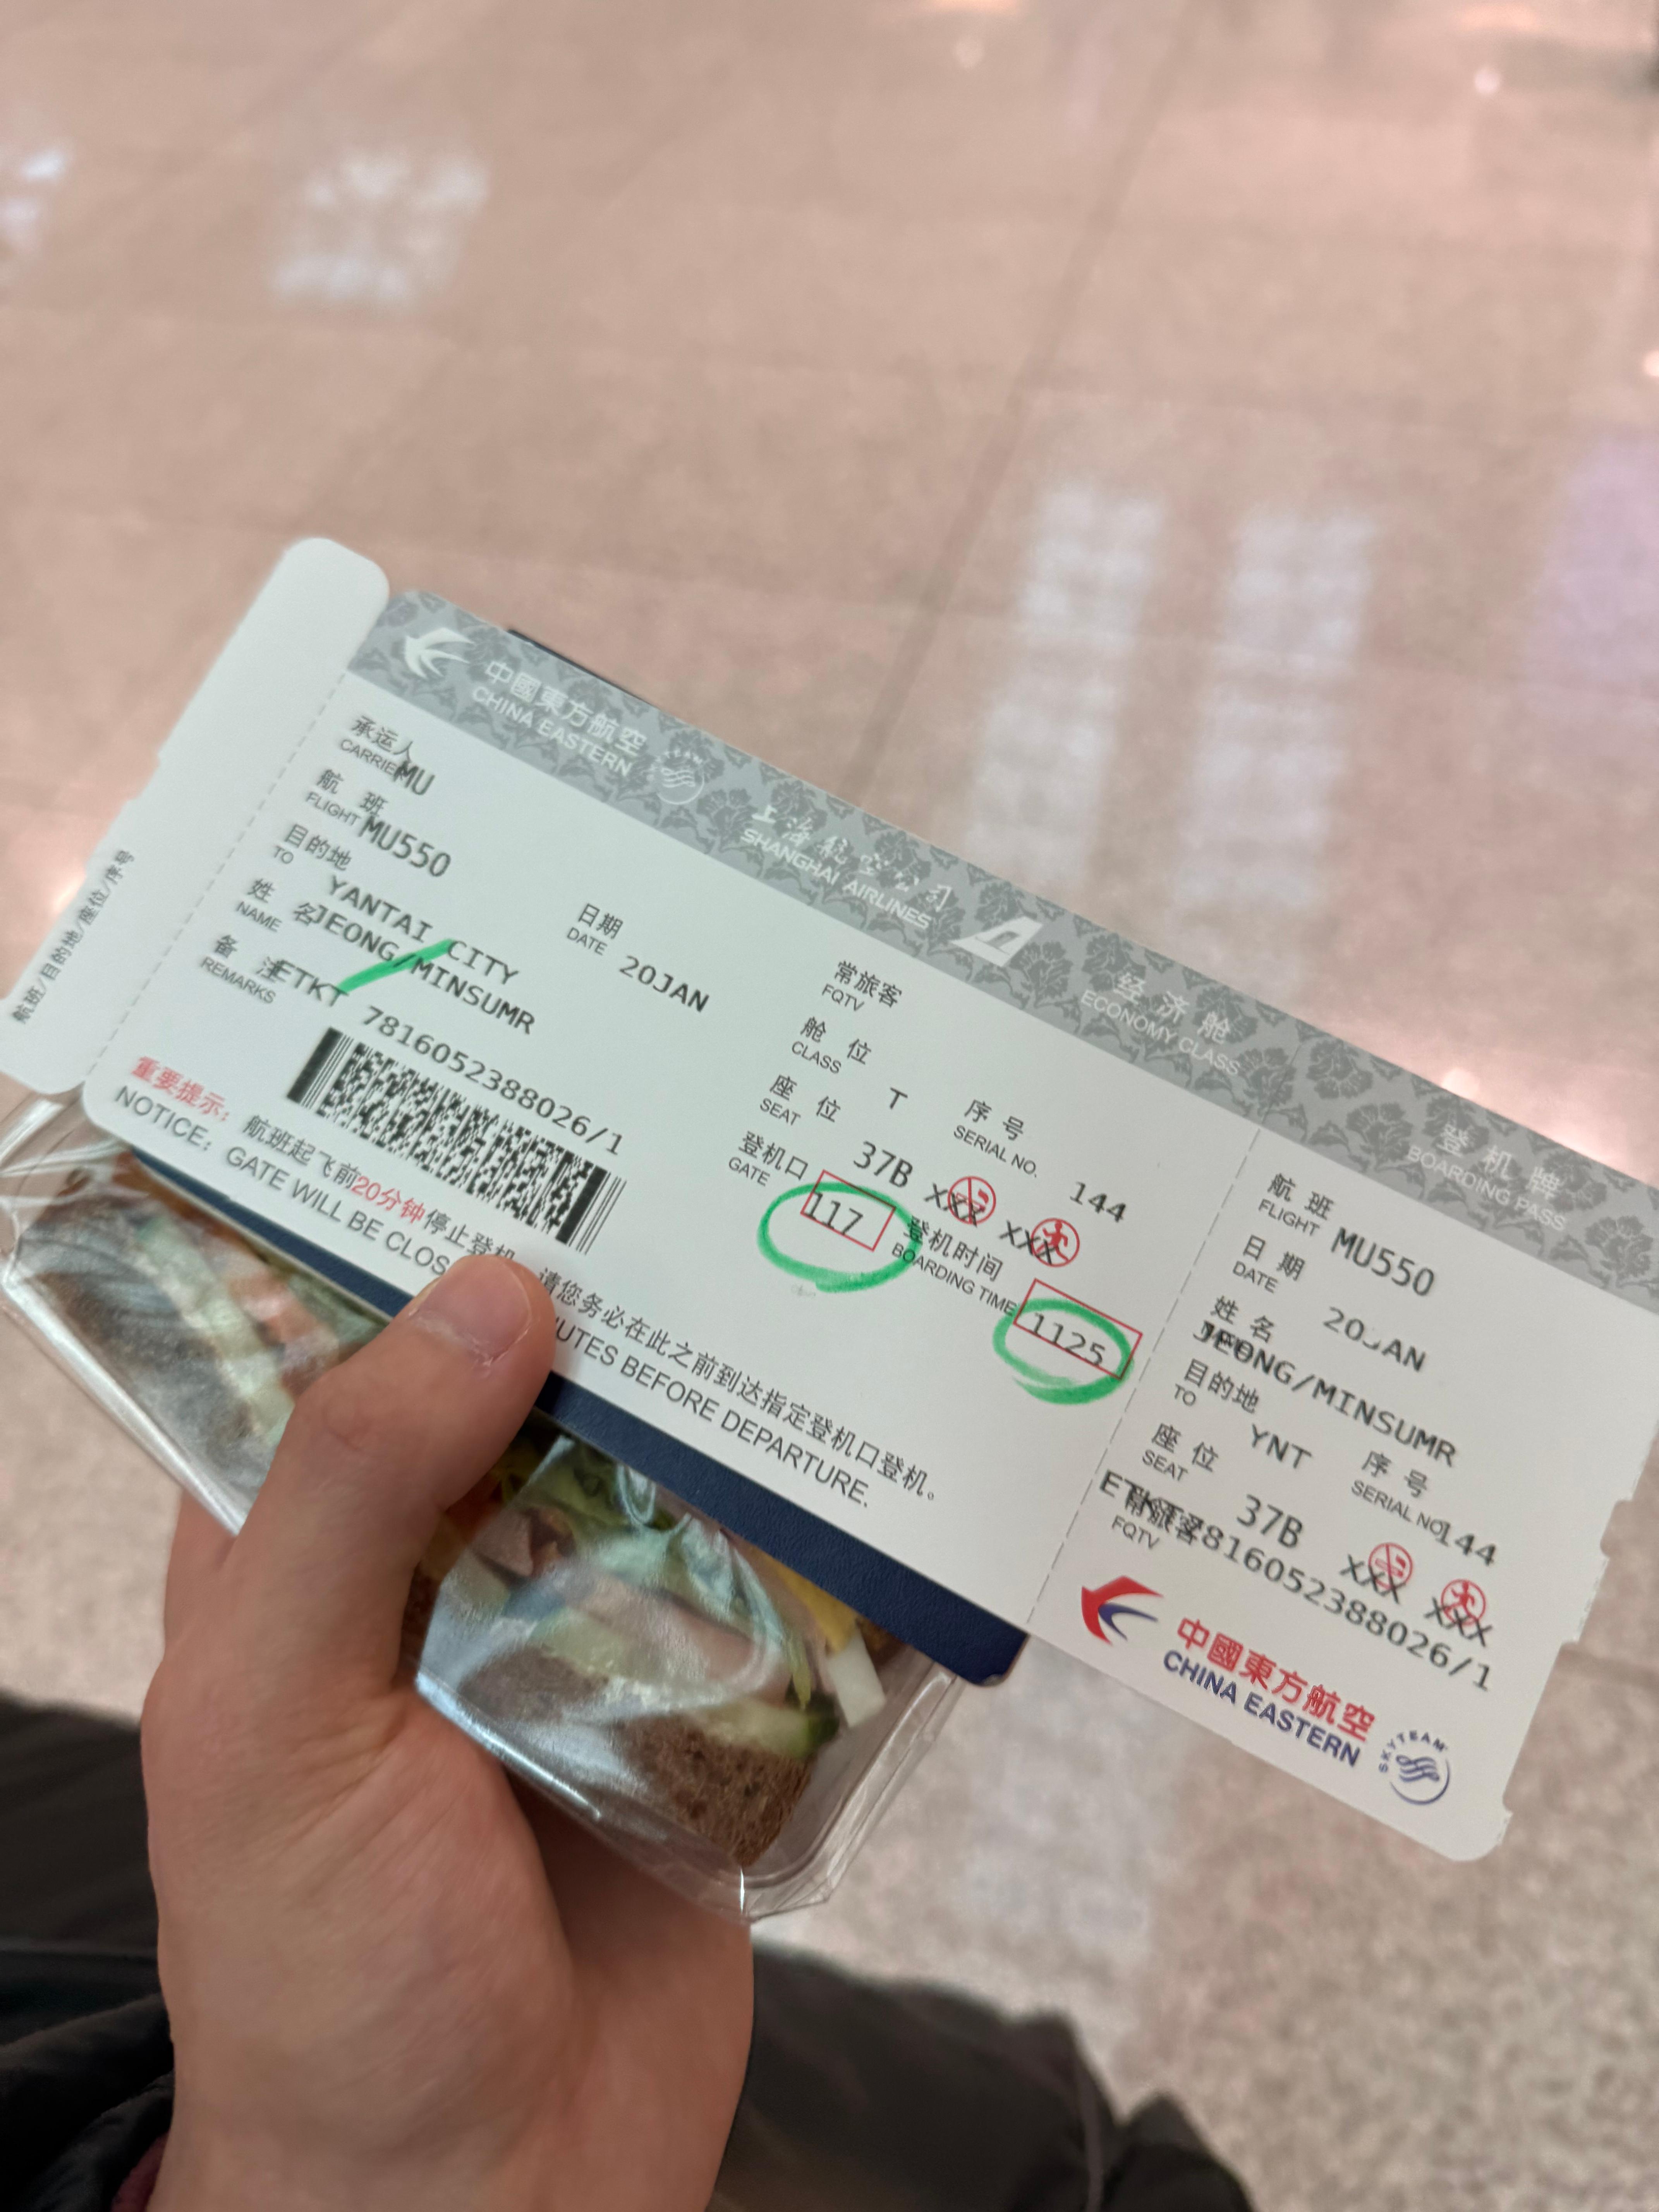 中國東方航空
CHINA EASTERN
上海航空公司
SHANGHAI AIRLINES
经济舱
ECONOMY CLASS
登机牌
BOARDING PASS
航班/目的地/座位/序号
承运人
CARRIER MU
航 班
FLIGHT MU550
目的地
TO YANTAI CITY
日期
DATE 20JAN
姓 名
NAME JEONG/MINSUMR
备 注
REMARKS ETKT 7816052388026/1
常旅客
FQTV
舱 位
CLASS T
序 号
SERIAL NO. 144
座 位
SEAT 37B XXX XXX
登机口
GATE 117
登机时间
BOARDING TIME 1125
重要提示: 航班起飞前20分钟停止登机 请您务必在此之前到达指定登机口登机。
NOTICE: GATE WILL BE CLOS UTES BEFORE DEPARTURE.
航 班
FLIGHT MU550
日 期
DATE 20JAN
姓 名
JEONG/MINSUMR
目的地
TO YNT
座 位
SEAT 37B XXX XXX
序 号
SERIAL NO. 144
常旅客
FQTV
ETKT 7816052388026/1
中國東方航空
CHINA EASTERN
SKYTEAM